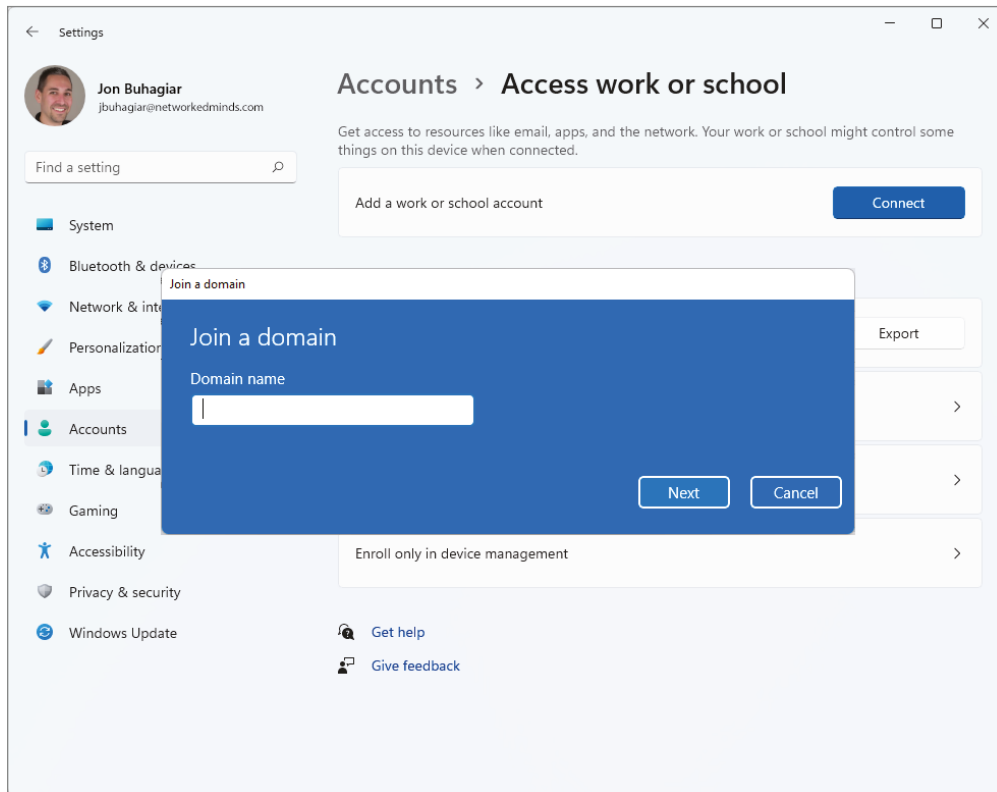 Settings
Jon Buhagiar
jbuhagiar@networkedminds.com
Find a setting
System
Bluetooth & devices
Network & inte
Personalization
Apps
Accounts
Time & langua
Gaming
Accessibility
Privacy & security
Windows Update
Accounts > Access work or school
Get access to resources like email, apps, and the network. Your work or school might control some
things on this device when connected.
Add a work or school account
Connect
Export
Join a domain
Join a domain
Domain name
Next
Cancel
Enroll only in device management
Get help
Give feedback